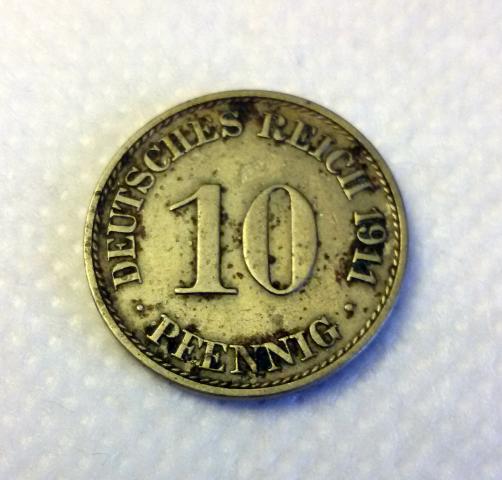 DEUTSCHES REICH 1911
10
· PFENNIG ·